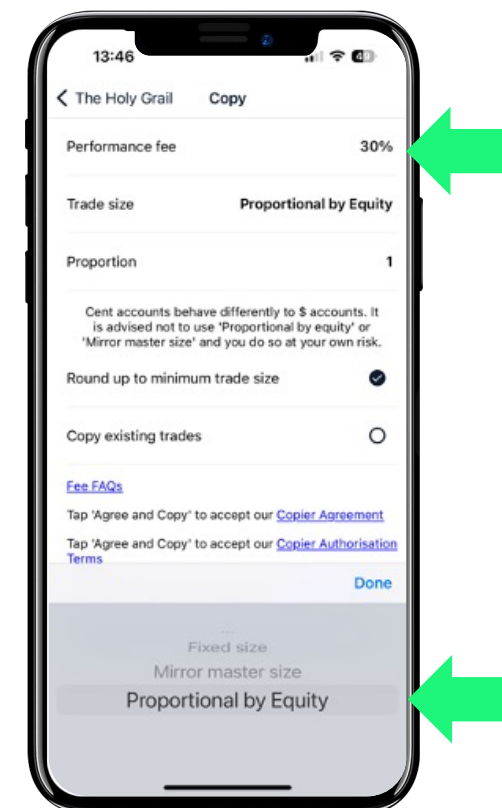 13:46
49
The Holy Grail Copy
Performance fee 30%
Trade size Proportional by Equity
Proportion 1
Cent accounts behave differently to $ accounts. It
is advised not to use 'Proportional by equity' or
'Mirror master size' and you do so at your own risk.
Round up to minimum trade size
Copy existing trades
Fee FAQs
Tap 'Agree and Copy' to accept our Copier Agreement
Tap 'Agree and Copy' to accept our Copier Authorisation
Terms
Done
...
Fixed size
Mirror master size
Proportional by Equity